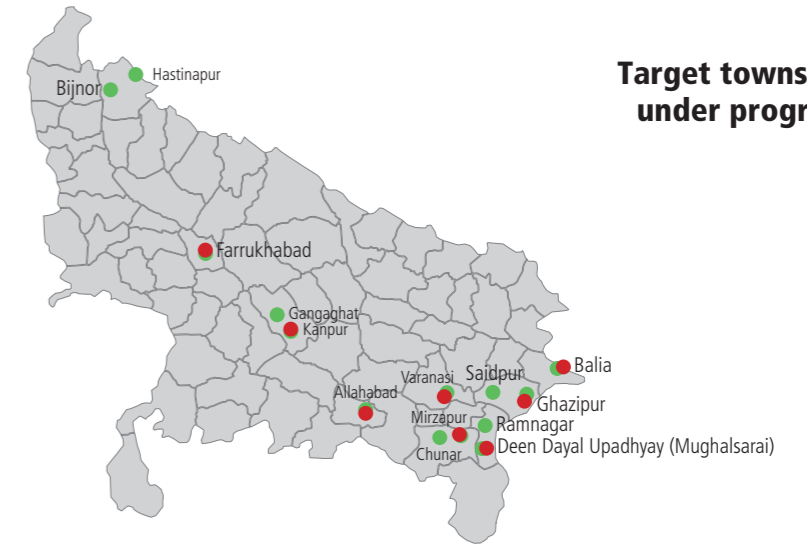 Target towns
under progr
Hastinapur
Bijnor
Farrukhabad
Gangaghat
Kanpur
Balia
Varanasi
Saidpur
Allahabad
Ghazipur
Mirzapur
Ramnagar
Deen Dayal Upadhyay (Mughalsarai)
Chunar